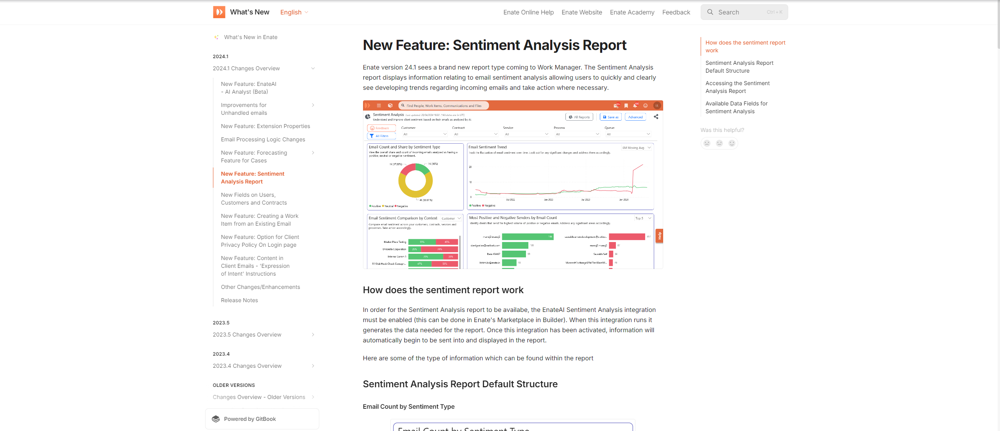 What's New
English
Enate Online Help
Enate Website
Enate Academy
Feedback
Search
Ctrl + K
What's New in Enate
2024.1
2024.1 Changes Overview
New Feature: EnateAI
- AI Analyst (Beta)
Improvements for
Unhandled emails
New Feature: Extension Properties
Email Processing Logic Changes
New Feature: Forecasting
Feature for Cases
New Feature: Sentiment
Analysis Report
New Fields on Users,
Customers and Contracts
New Feature: Creating a Work
Item from an Existing Email
New Feature: Option for Client
Privacy Policy On Login page
New Feature: Content in
Client Emails - 'Expression
of Intent' Instructions
Other Changes/Enhancements
Release Notes
2023.5
2023.5 Changes Overview
2023.4
2023.4 Changes Overview
OLDER VERSIONS
Changes Overview - Older Versions
Powered by GitBook
New Feature: Sentiment Analysis Report
Enate version 24.1 sees a brand new report type coming to Work Manager. The Sentiment Analysis
report displays information relating to email sentiment analysis allowing users to quickly and clearly
see developing trends regarding incoming emails and take action where necessary.
Find People, Work Items, Communications and Files
99+
100
Sentiment Analysis Last updated: 25/04/2024 18:30 (*All dates are in UTC)
Understand and improve client sentiment based on their emails as analysed by AI.
All Reports
Save as
Advanced
Feedback
All Filters
Customer
All
Contract
All
Service
All
Process
All
Queue
All
Email Count and Share by Sentiment Type
View the overall share and count of incoming emails analysed as having a
positive, neutral or negative sentiment.
1K (17.39%)
1K (16%)
4K (66.61%)
Positive Neutral Negative
Email Sentiment Trend
6M Moving Avg
Track the fluctuation of email sentiment over time. Look out for any significant changes and address them accordingly.
20
10
0
Jul 2022
Jan 2023
Jul 2023
Jan 2024
Positive Negative
Email Sentiment Comparison by Context
Customer
Compare email sentiment across your customers, contracts, services and
processes. Take action accordingly.
Market Place Testing 55% 45%
Umbrella Corporation 26% 74%
Internal Comm 1 70% 30%
!!! Web Hook Check Comapn... 47% 53%
Most Positive and Negative Senders by Email Count
Top 5
Identify clients that send the highest volume of positive or negative emails. Address any significant areas accordingly.
manoj2 manoj2 196
sbmigration@outlook.com 100
Ram 454467 91
lohith.kv@enate.io 55
saurabhcurrentdevelopment@outloo... 457
manoj2 manoj2 87
Saurabh Self 54
MicrosoftExchange329e71ec88ae461... 49
Help
How does the sentiment report work
In order for the Sentiment Analysis report to be availabe, the EnateAI Sentiment Analysis integration
must be enabled (this can be done in Enate's Marketplace in Builder). When this integration runs it
generates the data needed for the report. Once this integration has been activated, information will
automatically begin to be sent into and displayed in the report.
Here are some of the type of information which can be found within the report
Sentiment Analysis Report Default Structure
Email Count by Sentiment Type
Email Count by Sentiment Type
How does the sentiment report
work
Sentiment Analysis Report
Default Structure
Accessing the Sentiment
Analysis Report
Available Data Fields for
Sentiment Analysis
Was this helpful?